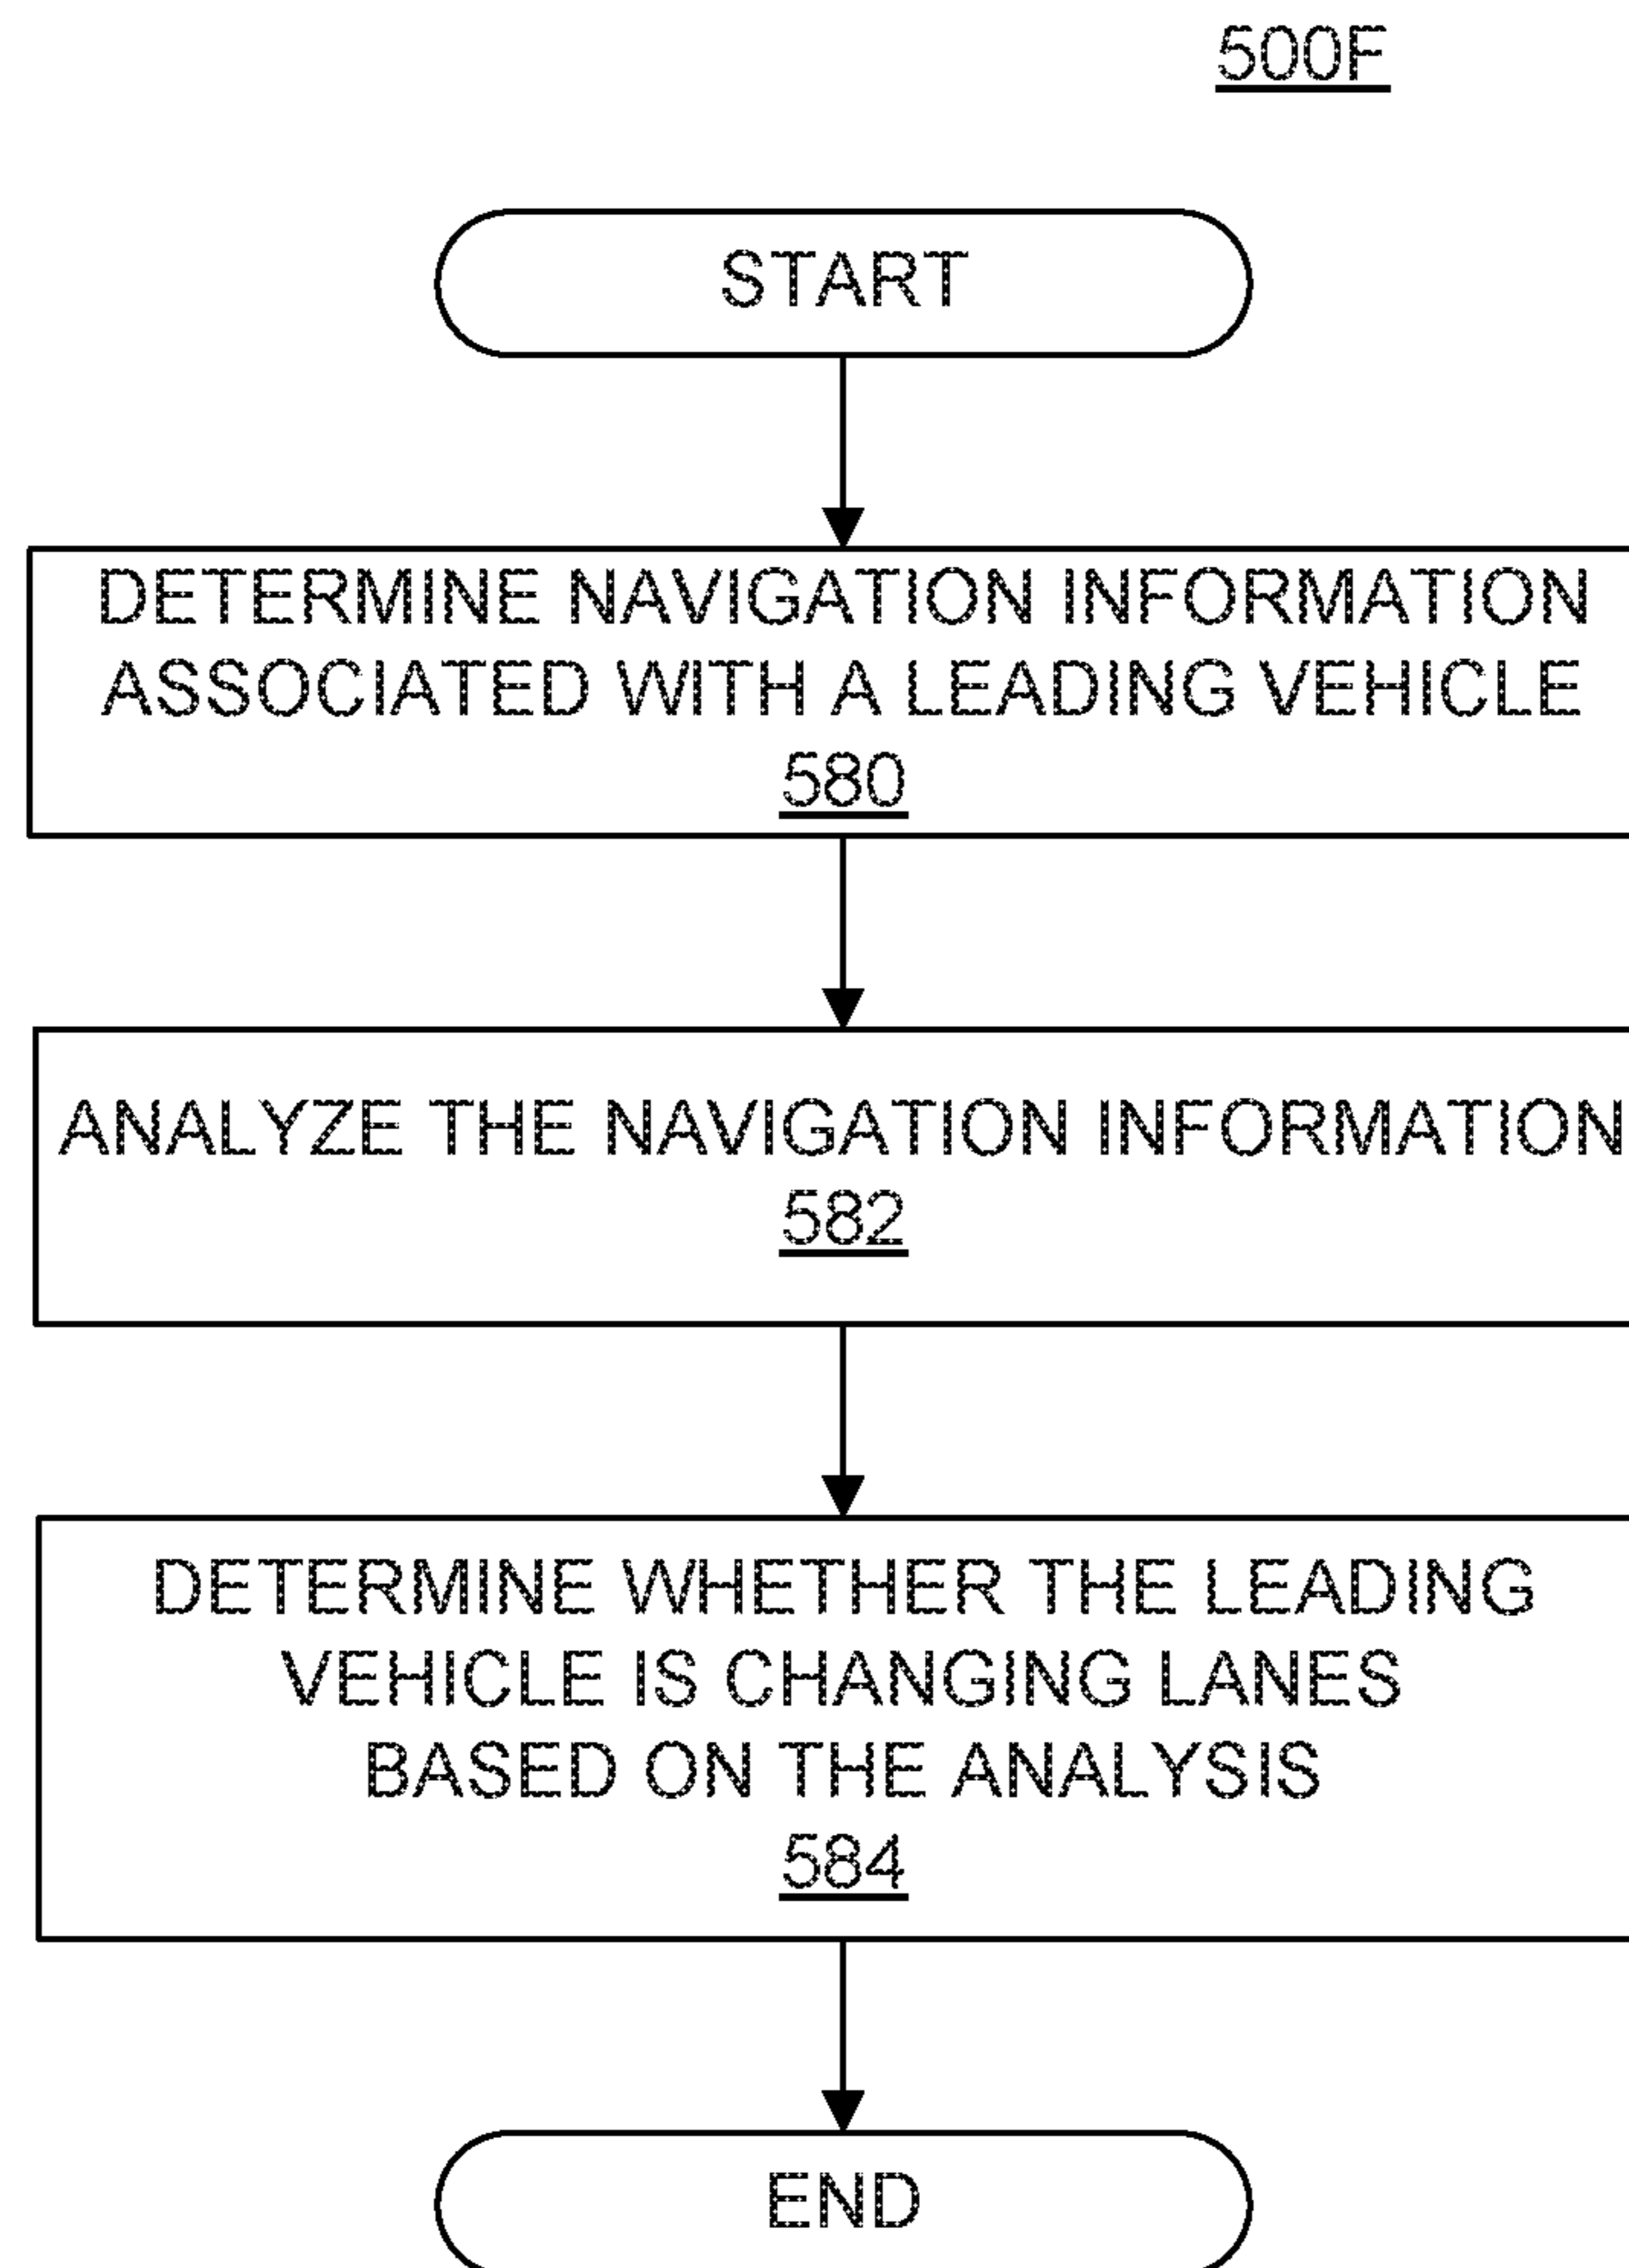 500F
START
DETERMINE NAVIGATION INFORMATION
ASSOCIATED WITH A LEADING VEHICLE
580
ANALYZE THE NAVIGATION INFORMATION
582
DETERMINE WHETHER THE LEADING
VEHICLE IS CHANGING LANES
BASED ON THE ANALYSIS
584
END